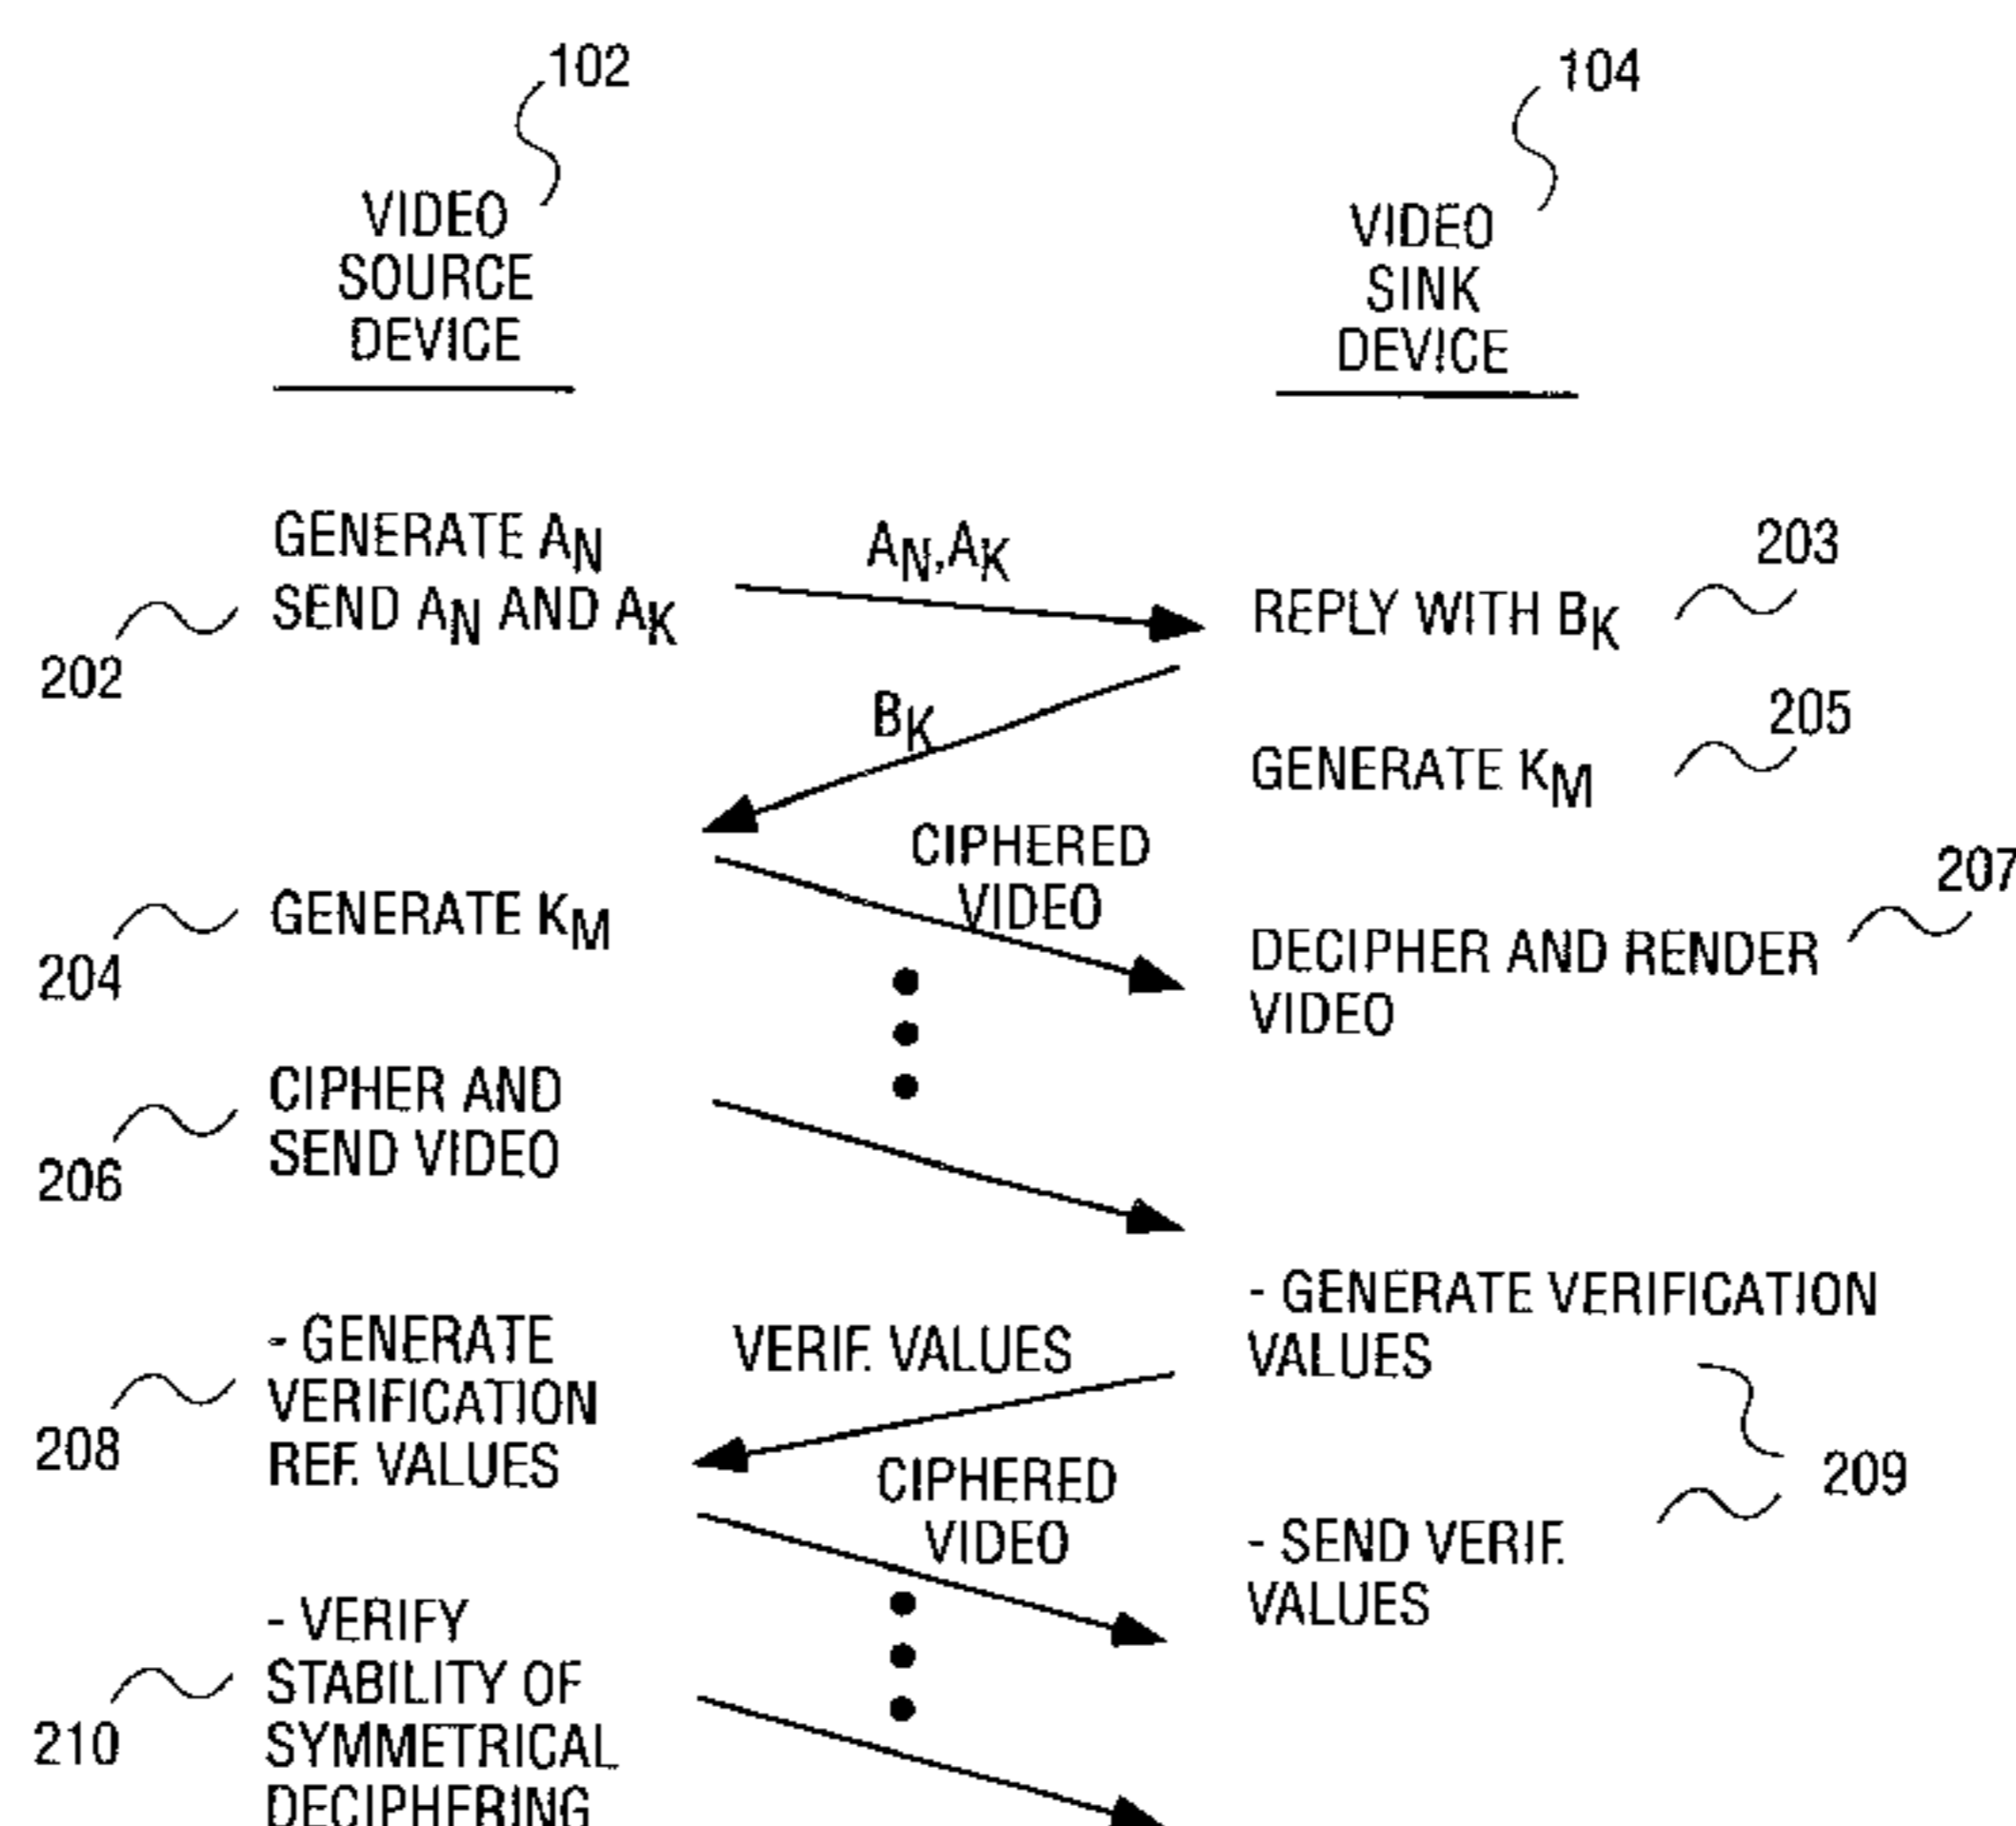 102
104
VIDEO
SOURCE
DEVICE
VIDEO
SINK
DEVICE
GENERATE AN
SEND AN AND AK
202
AN,AK
REPLY WITH BK
203
BK
GENERATE KM
205
GENERATE KM
204
CIPHERED
VIDEO
DECIPHER AND RENDER
VIDEO
207
CIPHER AND
SEND VIDEO
206
- GENERATE VERIFICATION
VALUES
- GENERATE
VERIFICATION
REF. VALUES
208
VERIF. VALUES
209
CIPHERED
VIDEO
- SEND VERIF.
VALUES
- VERIFY
STABILITY OF
SYMMETRICAL
DECIPHERING
210